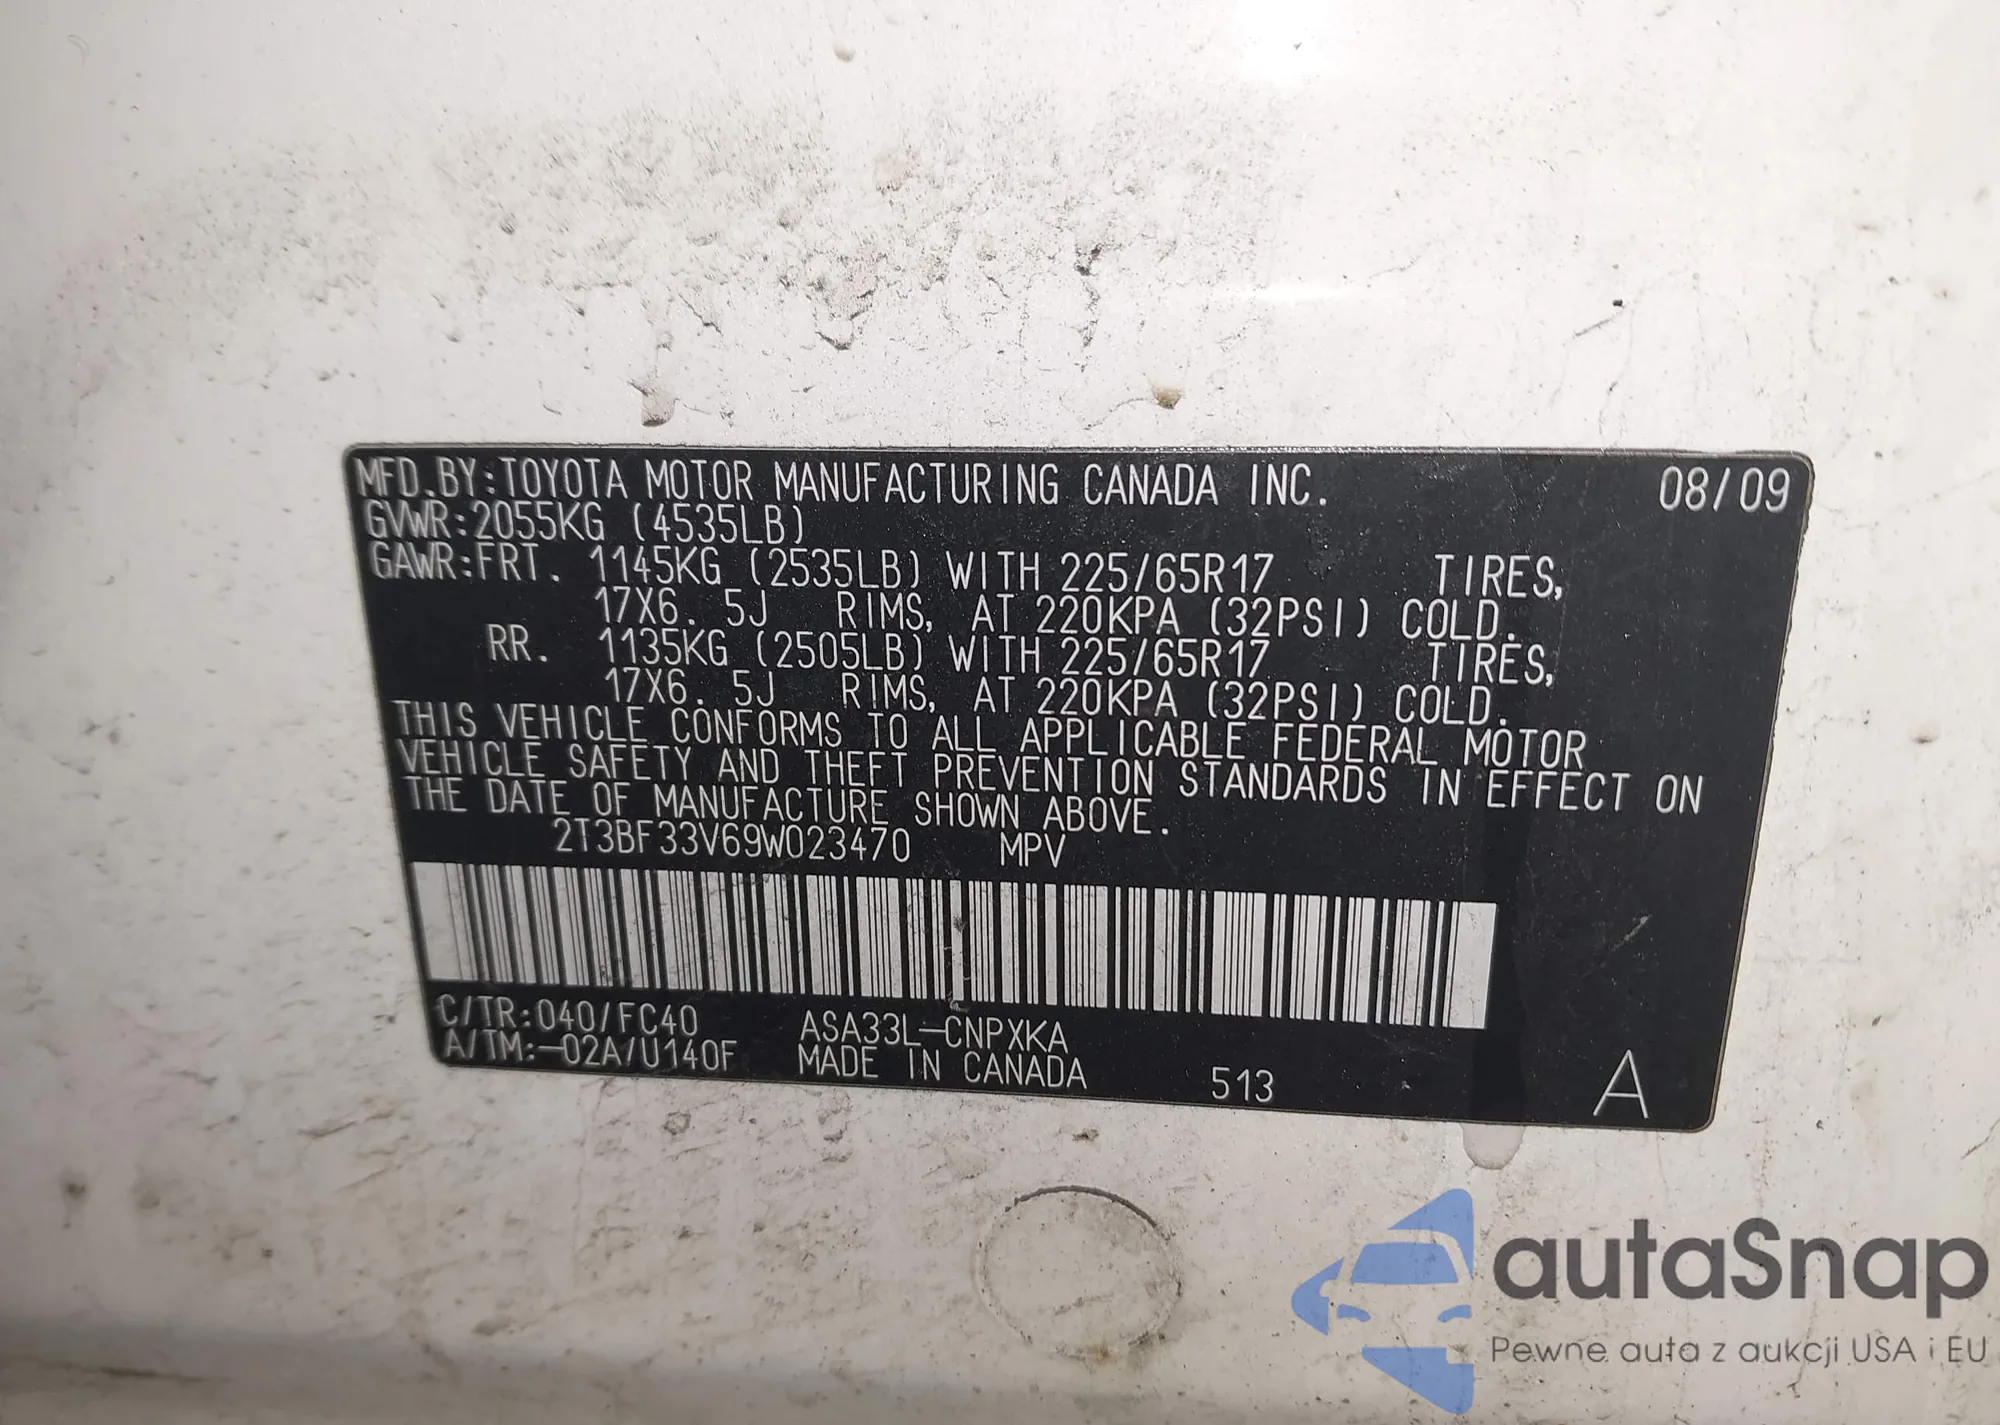 MFD.BY:TOYOTA MOTOR MANUFACTURING CANADA INC. 08/09
GVWR:2055KG (4535LB)
GAWR:FRT. 1145KG (2535LB) WITH 225/65R17 TIRES,
17X6. 5J RIMS, AT 220KPA (32PSI) COLD.
RR. 1135KG (2505LB) WITH 225/65R17 TIRES,
17X6. 5J RIMS, AT 220KPA (32PSI) COLD.
THIS VEHICLE CONFORMS TO ALL APPLICABLE FEDERAL MOTOR
VEHICLE SAFETY AND THEFT PREVENTION STANDARDS IN EFFECT ON
THE DATE OF MANUFACTURE SHOWN ABOVE.
2T3BF33V69W023470 MPV
C/TR:040/FC40 ASA33L-CNPXKA
A/TM:-02A/U140F MADE IN CANADA 513 A
autaSnap
Pewne auta z aukcji USA i EU